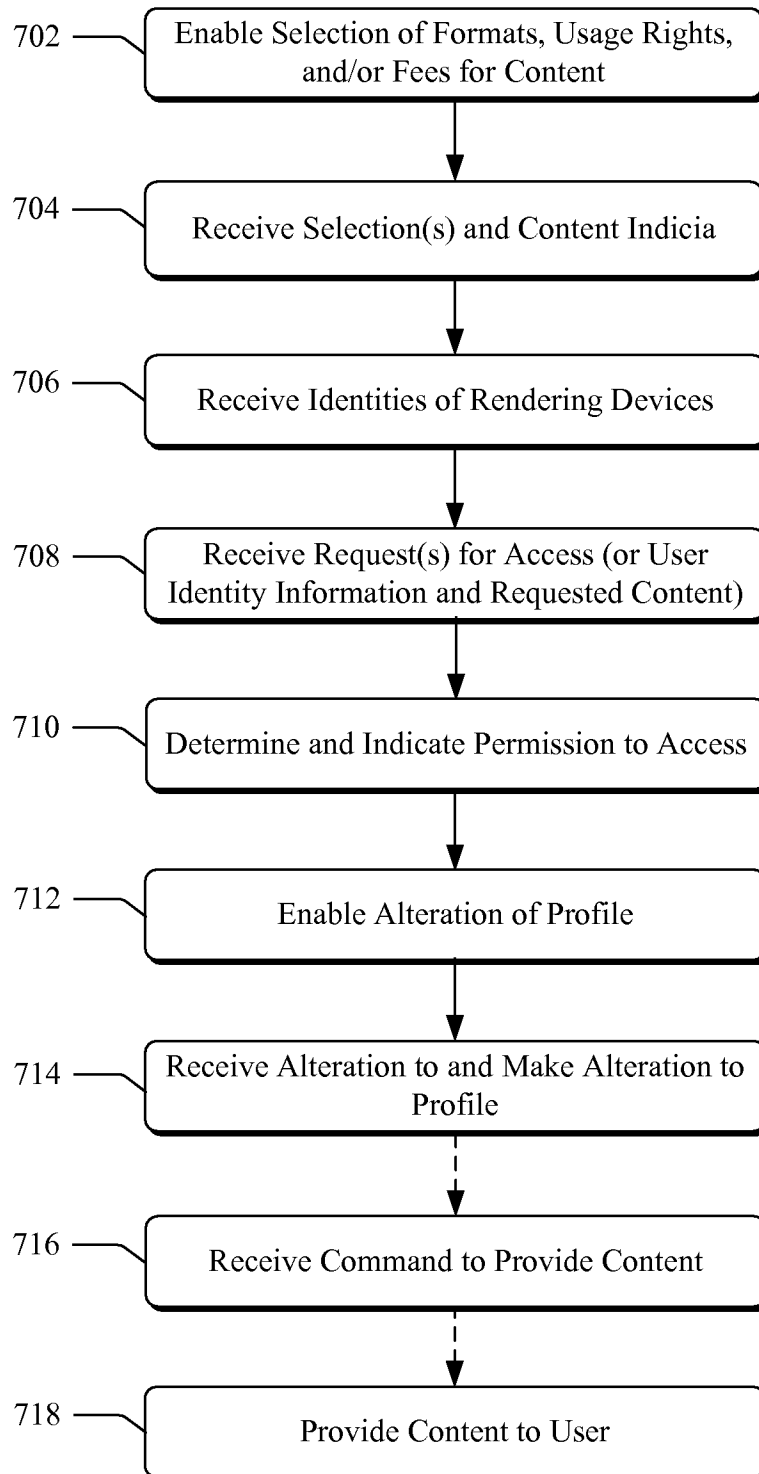 702
Enable Selection of Formats, Usage Rights,
and/or Fees for Content
704
Receive Selection(s) and Content Indicia
706
Receive Identities of Rendering Devices
708
Receive Request(s) for Access (or User
Identity Information and Requested Content)
710
Determine and Indicate Permission to Access
712
Enable Alteration of Profile
714
Receive Alteration to and Make Alteration to
Profile
716
Receive Command to Provide Content
718
Provide Content to User